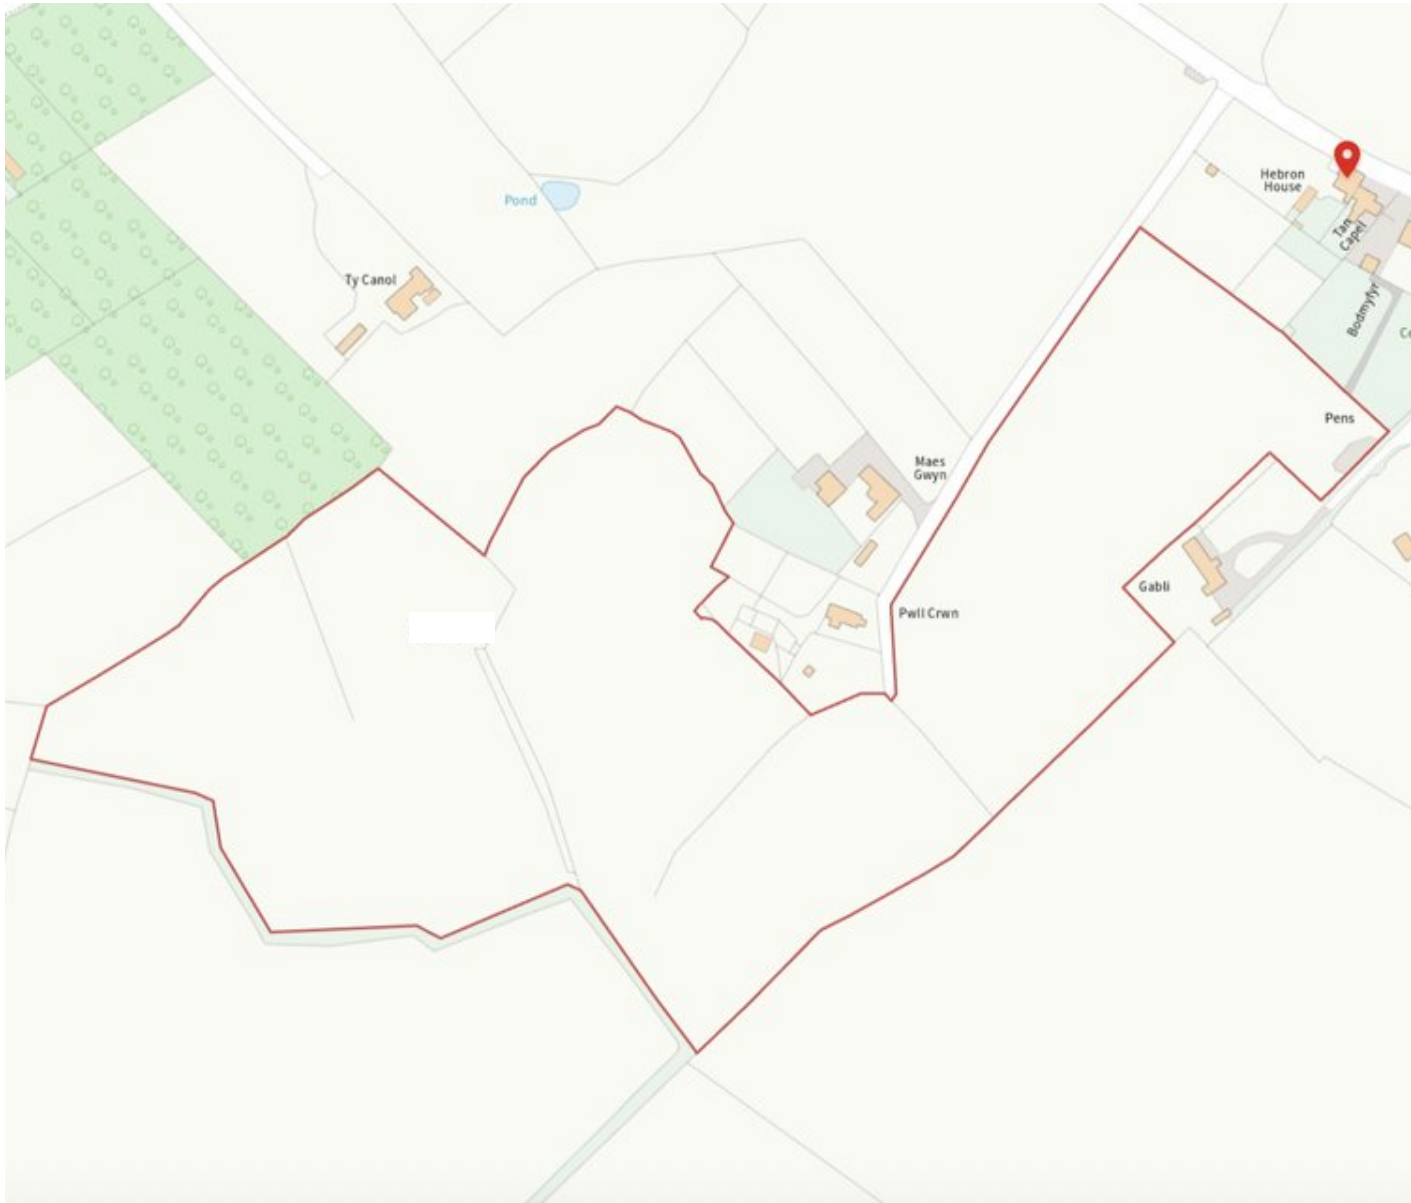 Hebron
House
Pond
Tan
Capel
Ty Canol
Bodmyfyr
Pens
Maes
Gwyn
Gabli
Pwll Crwn